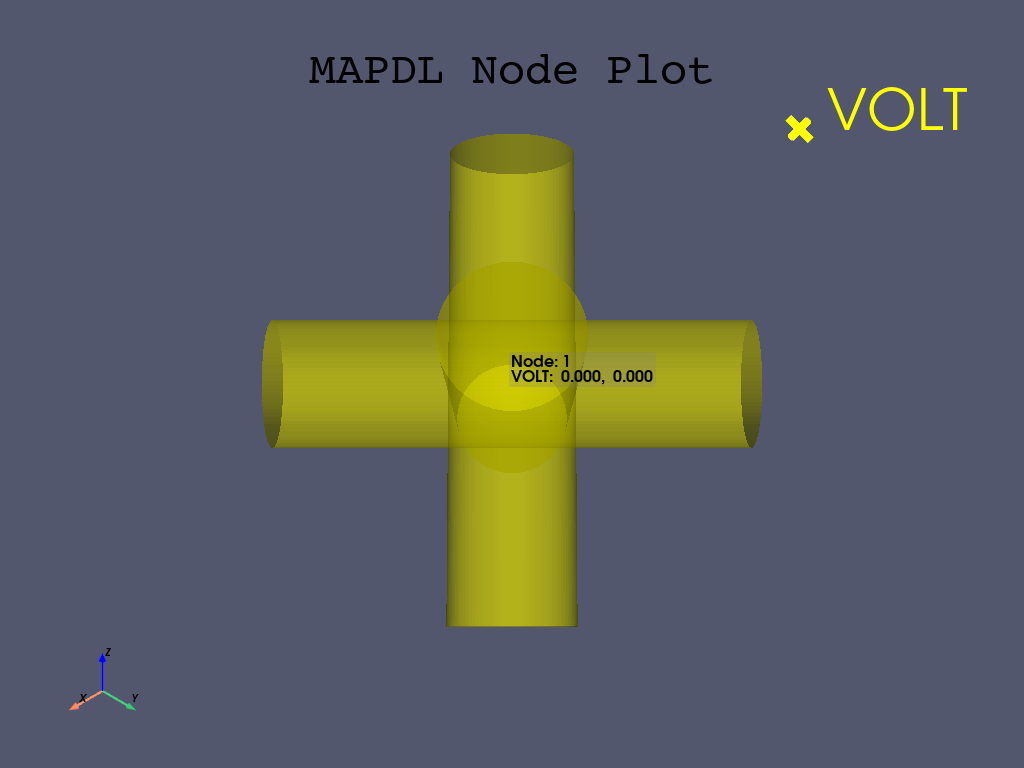 MAPDL Node Plot
VOLT
Node: 1
VOLT: 0.000, 0.000
Z
X
Y